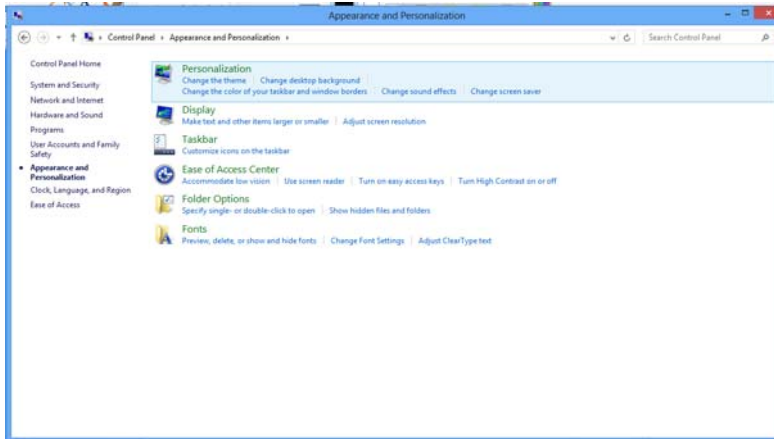 Appearance and Personalization
Control Panel Appearance and Personalization
Search Control Panel
Control Panel Home
System and Security
Network and Internet
Hardware and Sound
Programs
User Accounts and Family
Safety
Appearance and
Personalization
Clock, Language, and Region
Ease of Access
Personalization
Change the theme Change desktop background
Change the color of your taskbar and window borders Change sound effects Change screen saver
Display
Make text and other items larger or smaller Adjust screen resolution
Taskbar
Customize icons on the taskbar
Ease of Access Center
Accommodate low vision Use screen reader Turn on easy access keys Turn High Contrast on or off
Folder Options
Specify single- or double-click to open Show hidden files and folders
Fonts
Preview, delete, or show and hide fonts Change Font Settings Adjust ClearType text